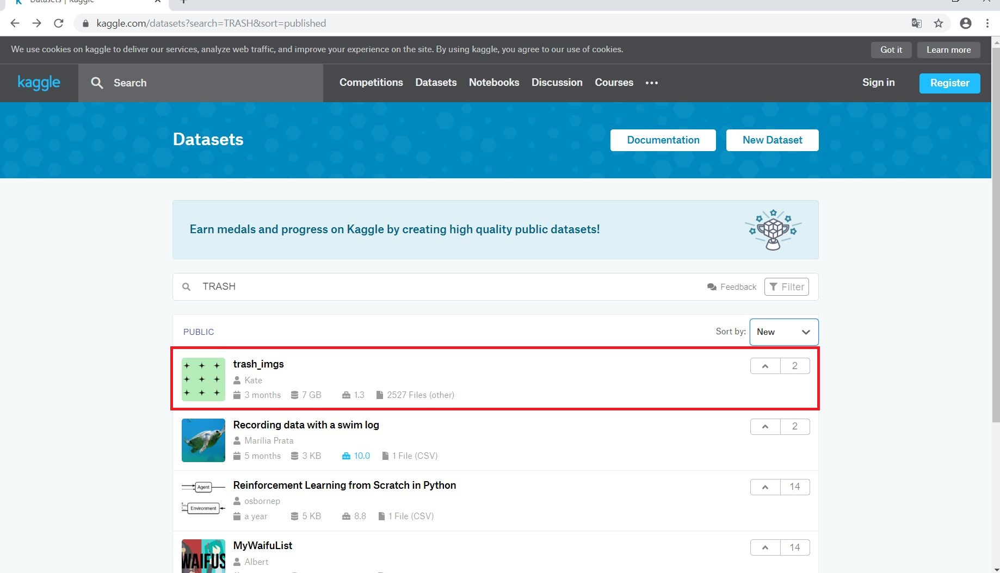 Datasets | Kaggle
kaggle.com/datasets?search=TRASH&sort=published
We use cookies on kaggle to deliver our services, analyze web traffic, and improve your experience on the site. By using kaggle, you agree to our use of cookies.
Got it
Learn more
kaggle
Search
Competitions
Datasets
Notebooks
Discussion
Courses
Sign in
Register
Datasets
Documentation
New Dataset
Earn medals and progress on Kaggle by creating high quality public datasets!
TRASH
Feedback
Filter
PUBLIC
Sort by:
New
trash_imgs
2
Kate
3 months 7 GB 1.3 2527 Files (other)
Recording data with a swim log
2
Marília Prata
5 months 3 KB 10.0 1 File (CSV)
Agent
Environment
Reinforcement Learning from Scratch in Python
14
osbornep
a year 5 KB 8.8 1 File (CSV)
WAIFUS
MyWaifuList
14
Albert